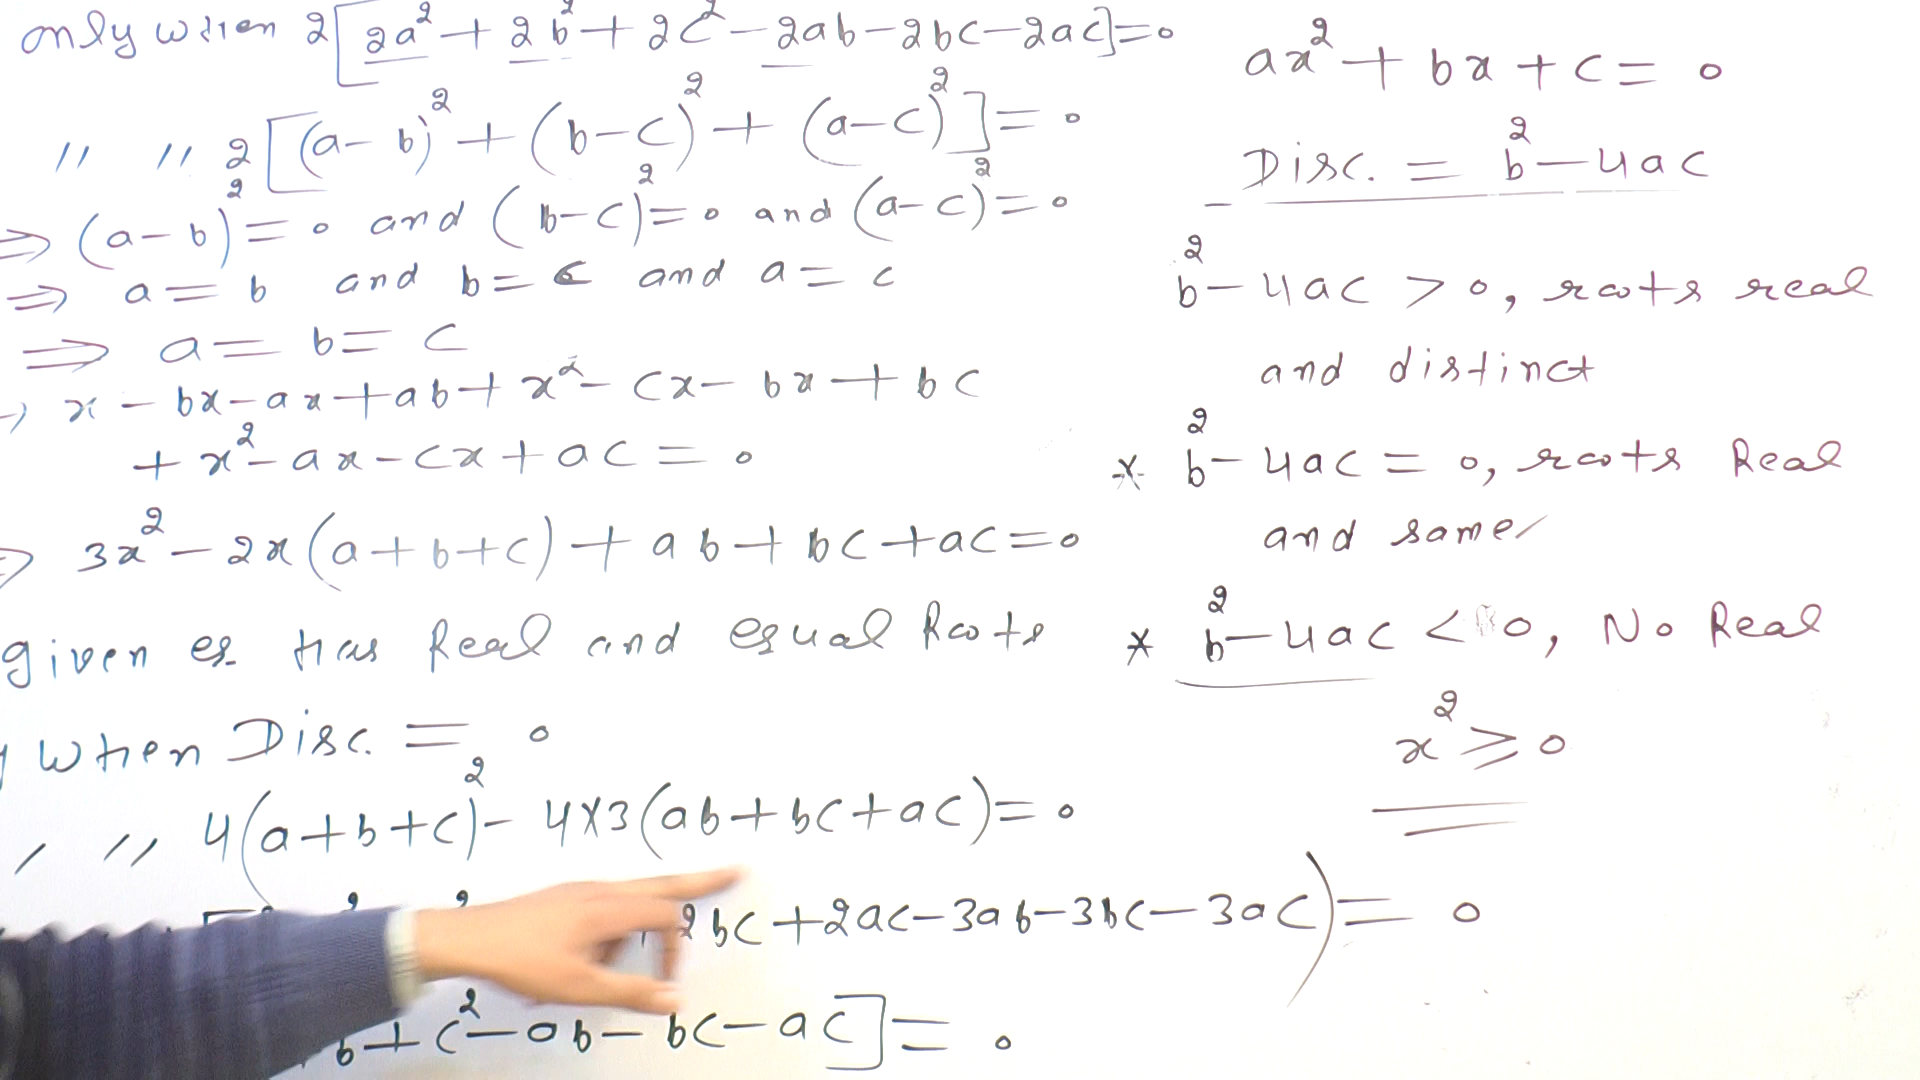 only when 2[2a² + 2b² + 2c² - 2ab - 2bc - 2ac] = 0
" " 2[(a-b)² + (b-c)² + (a-c)²] = 0
⇒ (a-b)² = 0 and (b-c)² = 0 and (a-c)² = 0
⇒ a = b and b = c and a = c
⇒ a = b = c
⇒ x - bx - ax + ab + x² - cx - bx + bc
+ x² - ax - cx + ac = 0
⇒ 3x² - 2x(a+b+c) + ab + bc + ac = 0
given eq. has Real and equal Roots
when Disc. = 0
" " 4(a+b+c)² - 4×3(ab+bc+ac) = 0
2bc + 2ac - 3ab - 3bc - 3ac) = 0
b + c² - ab - bc - ac] = 0
ax² + bx + c = 0
Disc. = b² - 4ac
b² - 4ac > 0, roots real
and distinct
* b² - 4ac = 0, roots Real
and same
* b² - 4ac < 0, No Real
x² ≥ 0